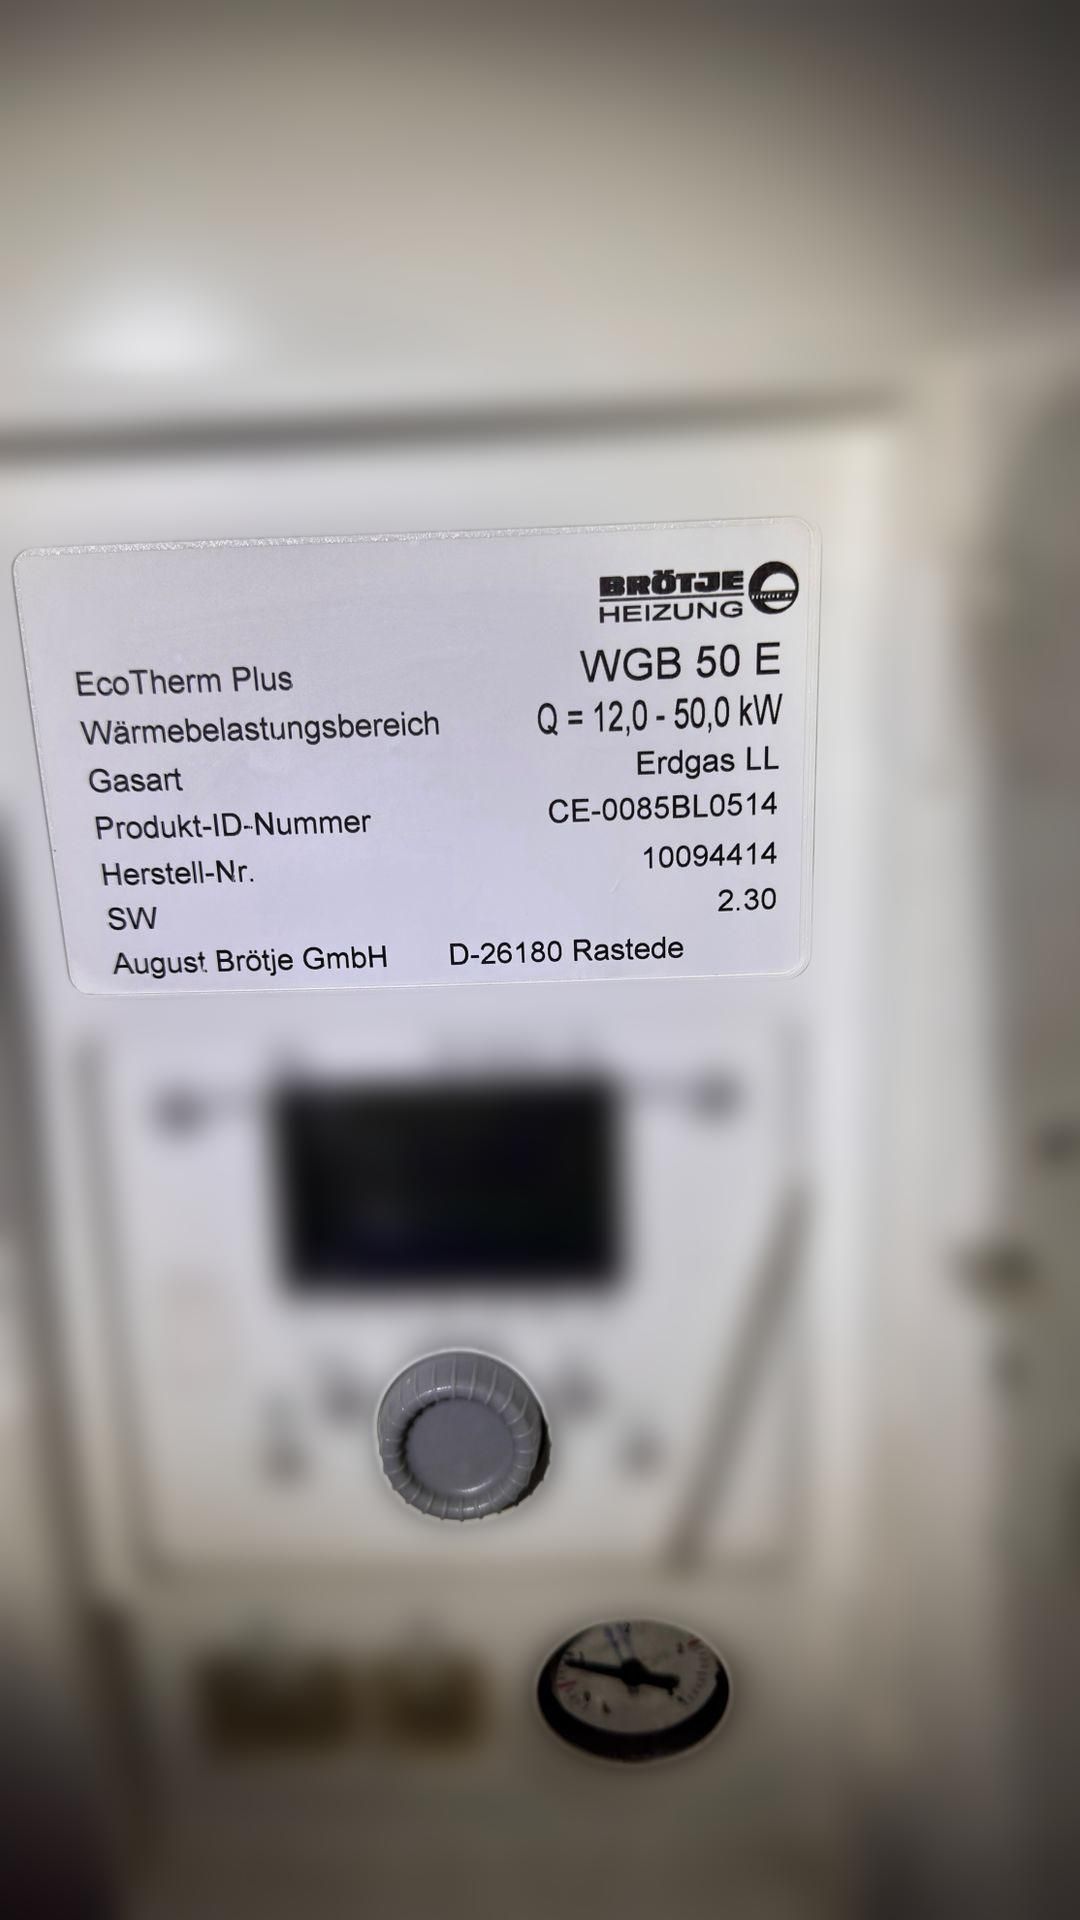 BRÖTJE
HEIZUNG
EcoTherm Plus WGB 50 E
Wärmebelastungsbereich Q = 12,0 - 50,0 kW
Gasart Erdgas LL
Produkt-ID-Nummer CE-0085BL0514
Herstell-Nr. 10094414
SW 2.30
August Brötje GmbH D-26180 Rastede